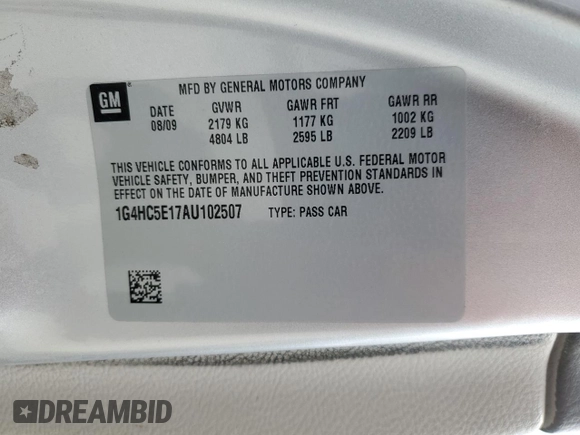 GM
MFD BY GENERAL MOTORS COMPANY
DATE GVWR GAWR FRT GAWR RR
08/09 2179 KG 1177 KG 1002 KG
4804 LB 2595 LB 2209 LB
THIS VEHICLE CONFORMS TO ALL APPLICABLE U.S. FEDERAL MOTOR
VEHICLE SAFETY, BUMPER, AND THEFT PREVENTION STANDARDS IN
EFFECT ON THE DATE OF MANUFACTURE SHOWN ABOVE.
1G4HC5E17AU102507 TYPE: PASS CAR
DREAMBID